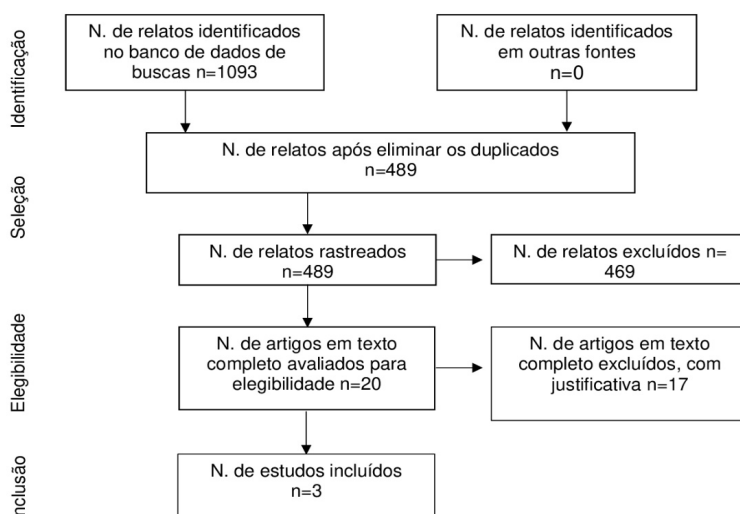 Identificação
N. de relatos identificados
no banco de dados de
buscas n=1093
N. de relatos identificados
em outras fontes
n=0
N. de relatos após eliminar os duplicados
n=489
Seleção
N. de relatos rastreados
n=489
N. de relatos excluídos n=
469
Elegibilidade
N. de artigos em texto
completo avaliados para
elegibilidade n=20
N. de artigos em texto
completo excluídos, com
justificativa n=17
nclusão
N. de estudos incluídos
n=3